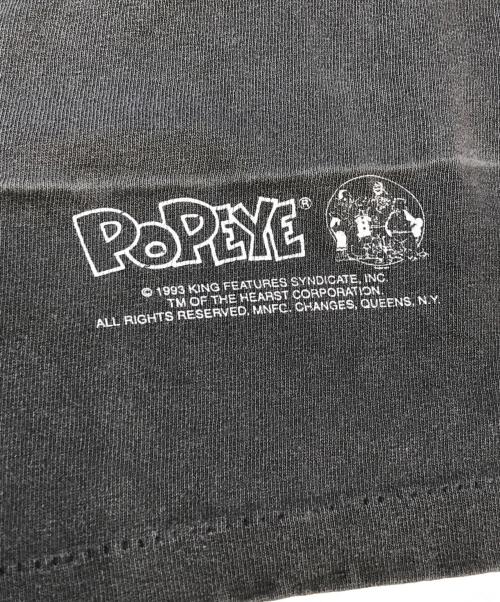 POPEYE®
© 1993 KING FEATURES SYNDICATE, INC.
TM OF THE HEARST CORPORATION.
ALL RIGHTS RESERVED. MNFC. CHANGES, QUEENS, N.Y.